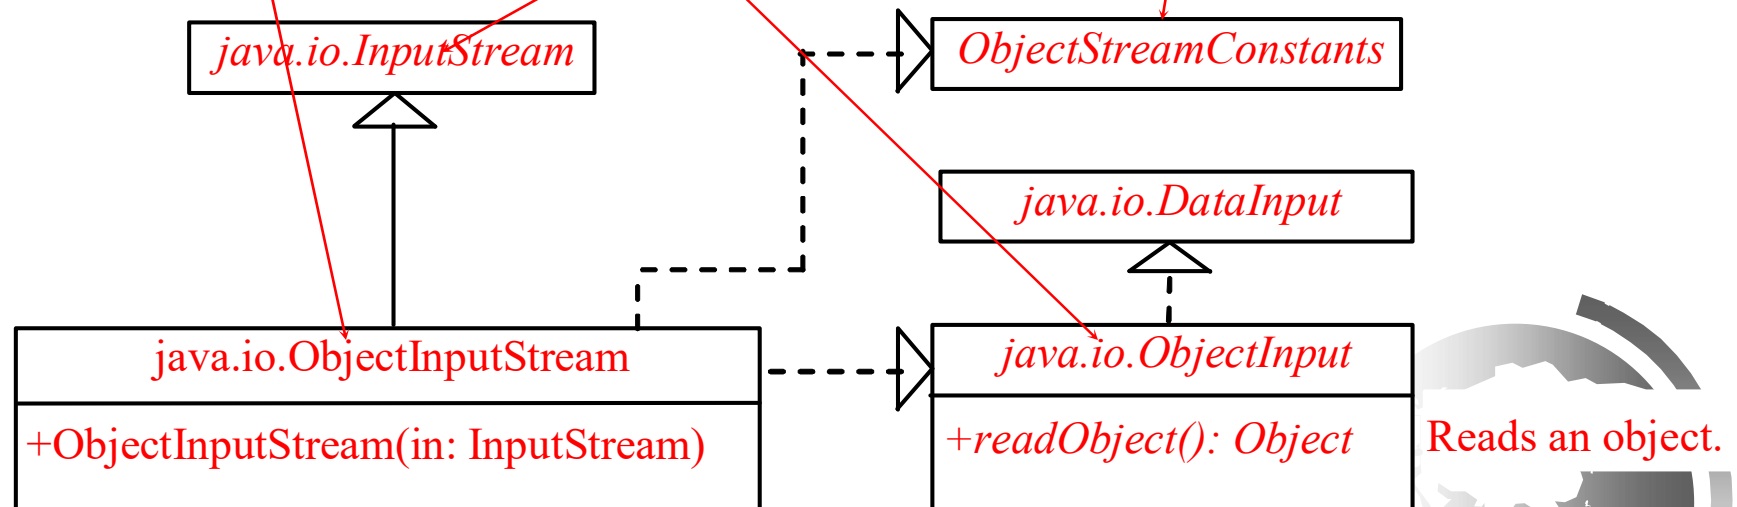 java.io.InputStream
ObjectStreamConstants
java.io.DataInput
java.io.ObjectInputStream
java.io.ObjectInput
+ObjectInputStream(in: InputStream)
+readObject(): Object
Reads an object.